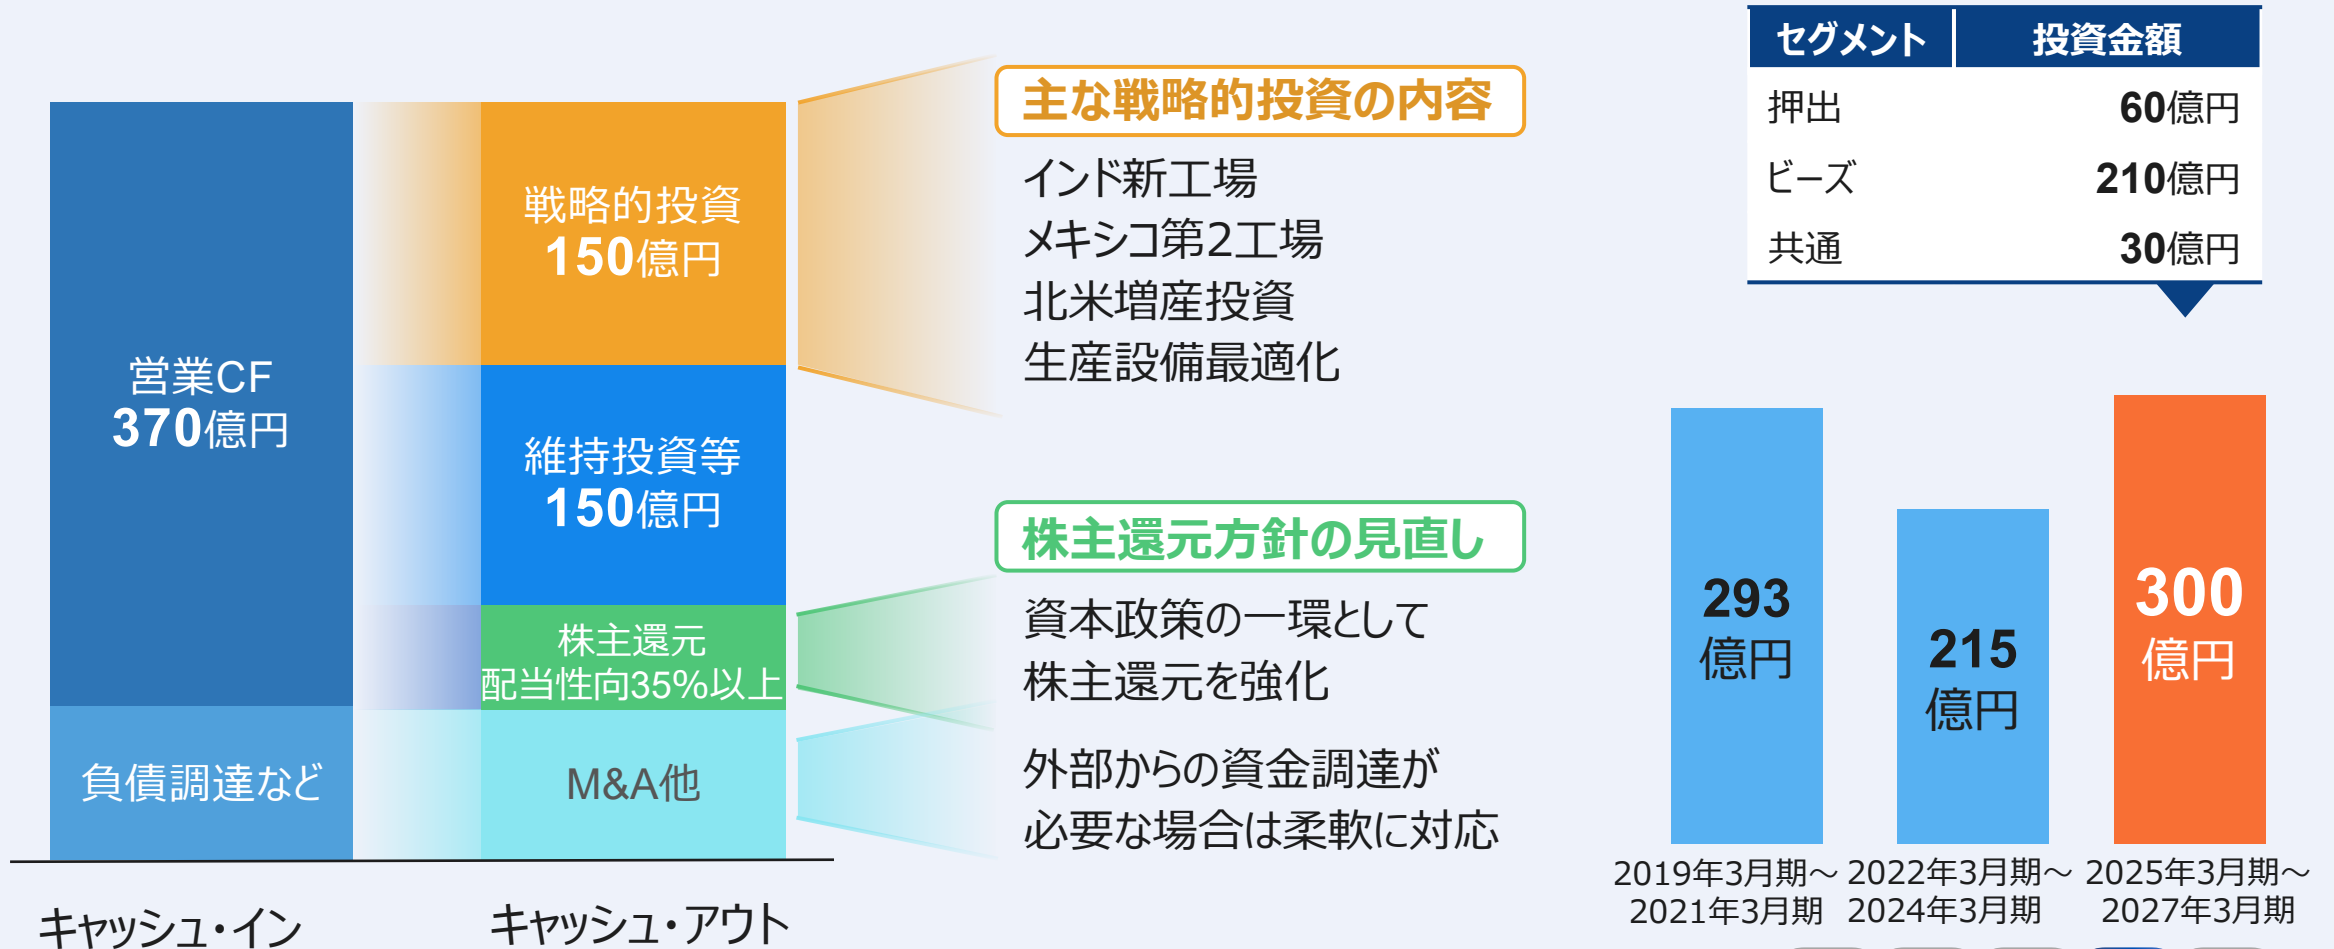 営業CF
370億円
負債調達など
キャッシュ・イン
戦略的投資
150億円
維持投資等
150億円
株主還元
配当性向35%以上
M&A他
キャッシュ・アウト
主な戦略的投資の内容
インド新工場
メキシコ第2工場
北米増産投資
生産設備最適化
株主還元方針の見直し
資本政策の一環として
株主還元を強化
外部からの資金調達が
必要な場合は柔軟に対応
セグメント 投資金額
押出 60億円
ビーズ 210億円
共通 30億円
293
億円
2019年3月期～
2021年3月期
215
億円
2022年3月期～
2024年3月期
300
億円
2025年3月期～
2027年3月期